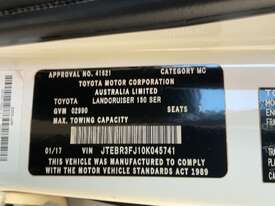 APPROVAL NO. 41621 CATEGORY MC
TOYOTA MOTOR CORPORATION
AUSTRALIA LIMITED
TOYOTA LANDCRUISER 150 SER
GVM 02990 SEATS
MAX. TOWING CAPACITY
01/17 VIN JTEBR3FJ10K045741
THIS VEHICLE WAS MANUFACTURED TO
COMPLY WITH THE MOTOR VEHICLE
STANDARDS ACT 1989